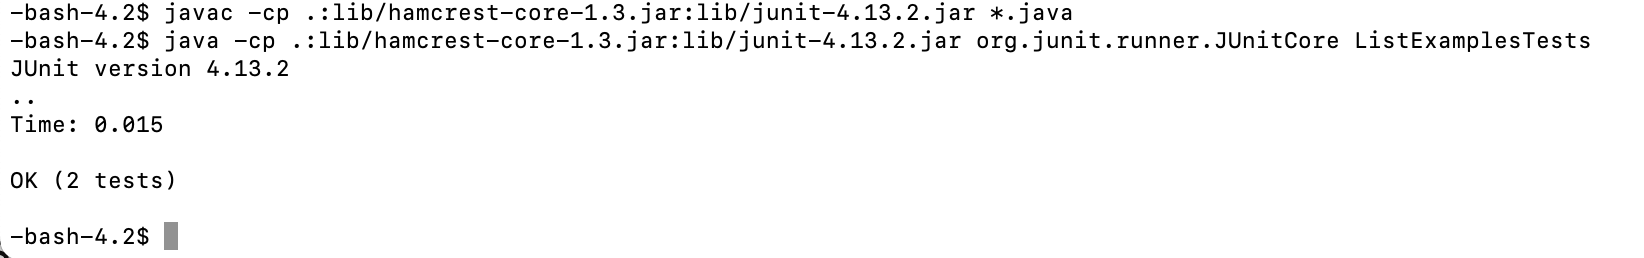 -bash-4.2$ javac -cp .:lib/hamcrest-core-1.3.jar:lib/junit-4.13.2.jar *.java
-bash-4.2$ java -cp .:lib/hamcrest-core-1.3.jar:lib/junit-4.13.2.jar org.junit.runner.JUnitCore ListExamplesTests
JUnit version 4.13.2
..
Time: 0.015
OK (2 tests)
-bash-4.2$